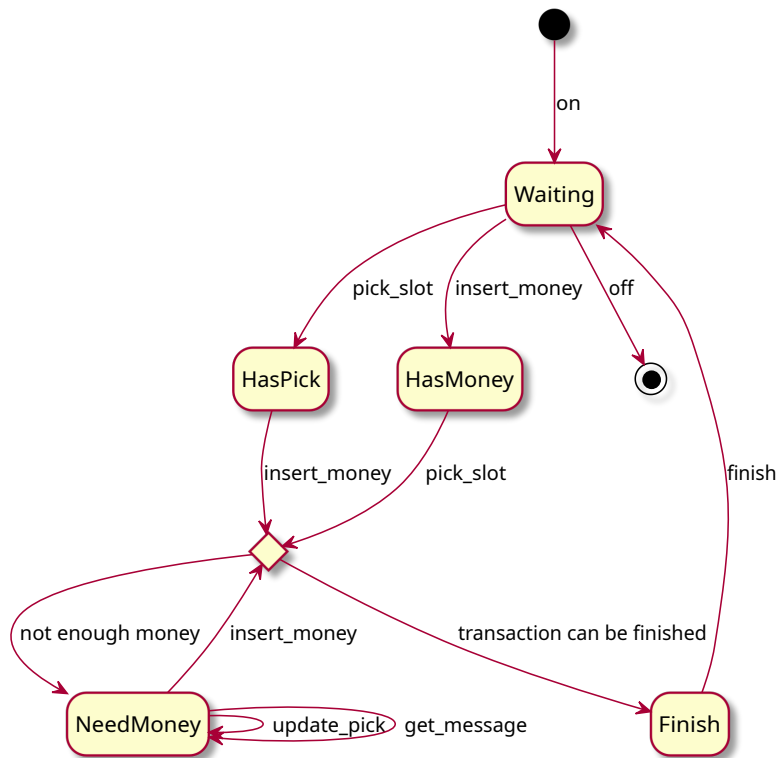 on
Waiting
pick_slot
insert_money
off
HasPick
HasMoney
insert_money
pick_slot
finish
not enough money
insert_money
transaction can be finished
NeedMoney
update_pick
get_message
Finish